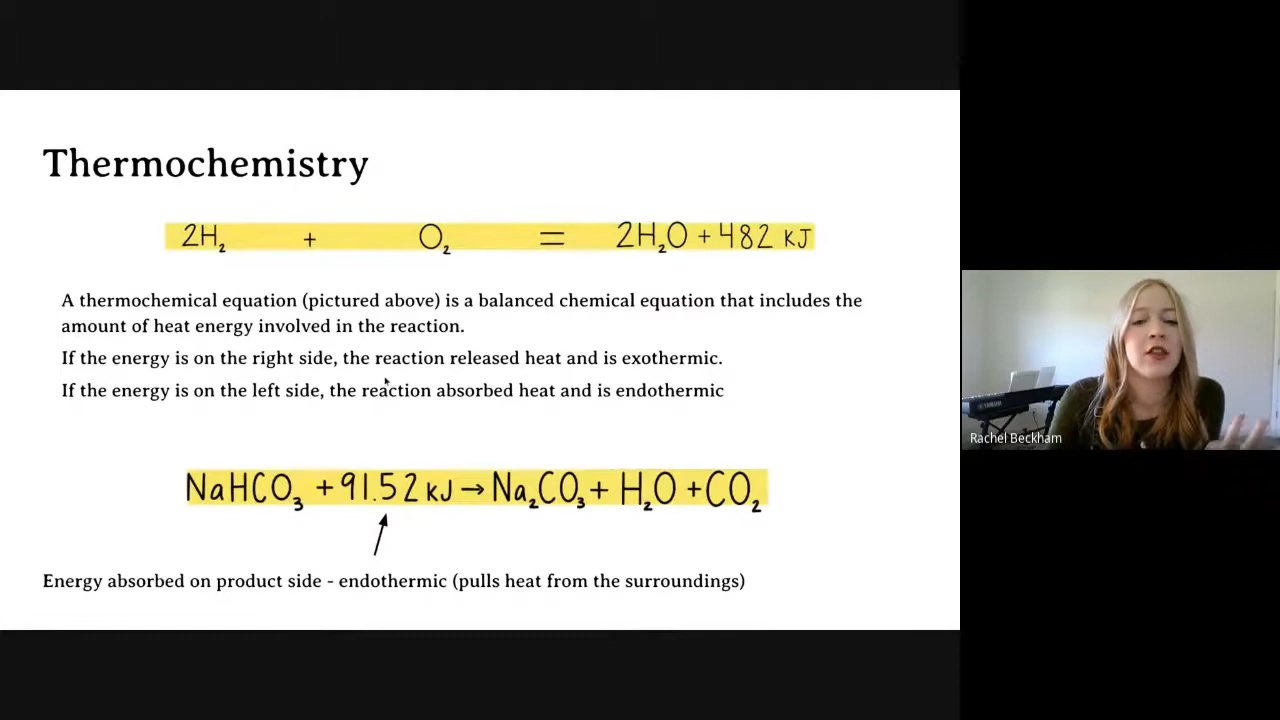 Thermochemistry
2H₂ + O₂ = 2H₂O + 482 KJ
A thermochemical equation (pictured above) is a balanced chemical equation that includes the
amount of heat energy involved in the reaction.
If the energy is on the right side, the reaction released heat and is exothermic.
If the energy is on the left side, the reaction absorbed heat and is endothermic
NaHCO₃ + 91.52 KJ → Na₂CO₃ + H₂O + CO₂
Energy absorbed on product side - endothermic (pulls heat from the surroundings)
YAMAHA
Rachel Beckham